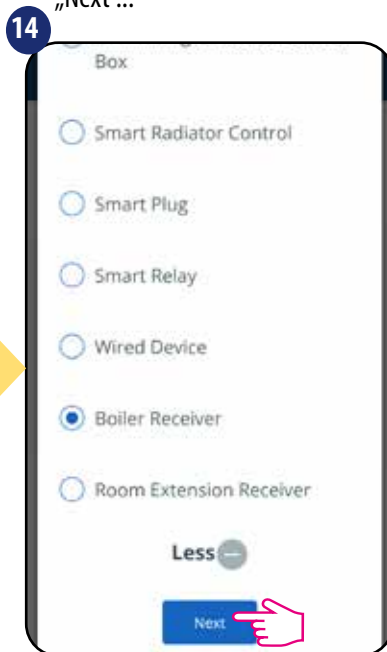 „Next"...
14
Box
Smart Radiator Control
Smart Plug
Smart Relay
Wired Device
Boiler Receiver
Room Extension Receiver
Less
Next